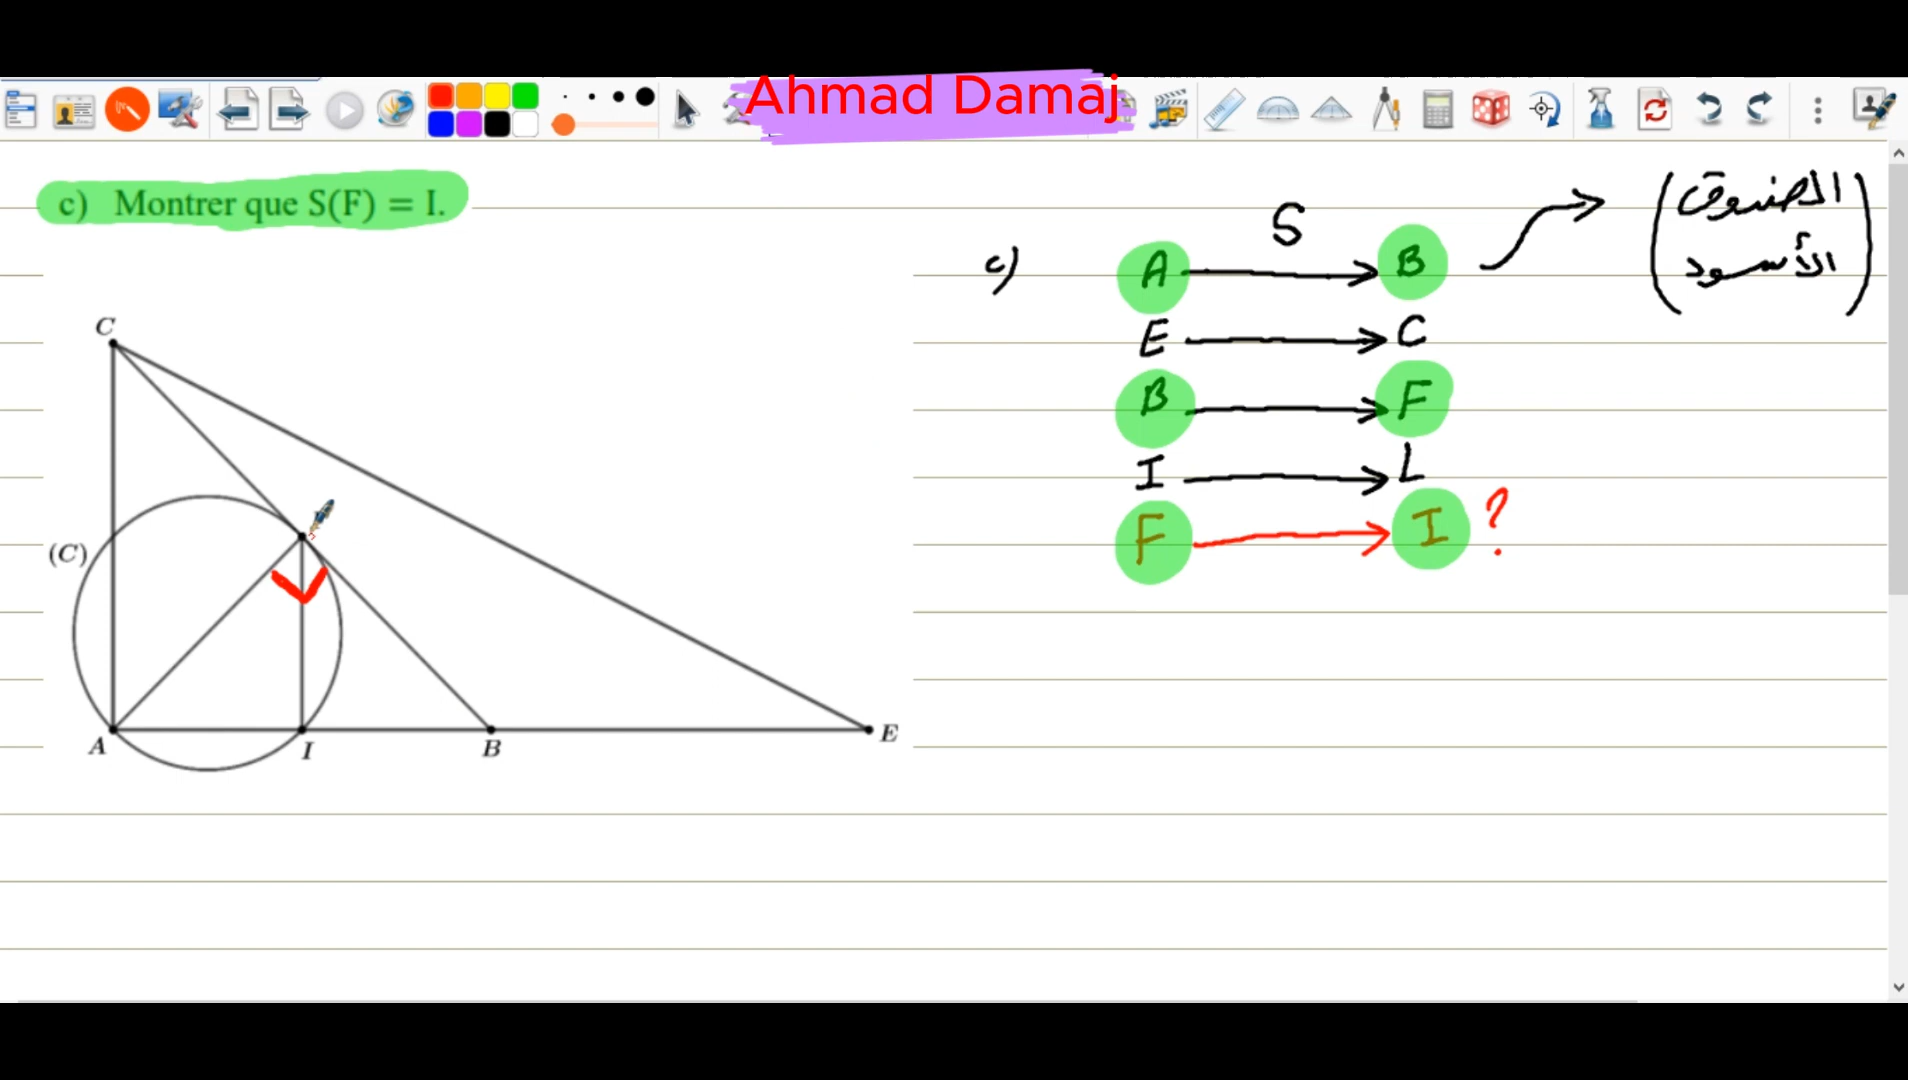 Ahmad Damaj
c) Montrer que S(F) = I.
S
c) A → B (الصندوق
الأسود)
E → C
B → F
I → L
F → I ?
C
(C)
A I B E